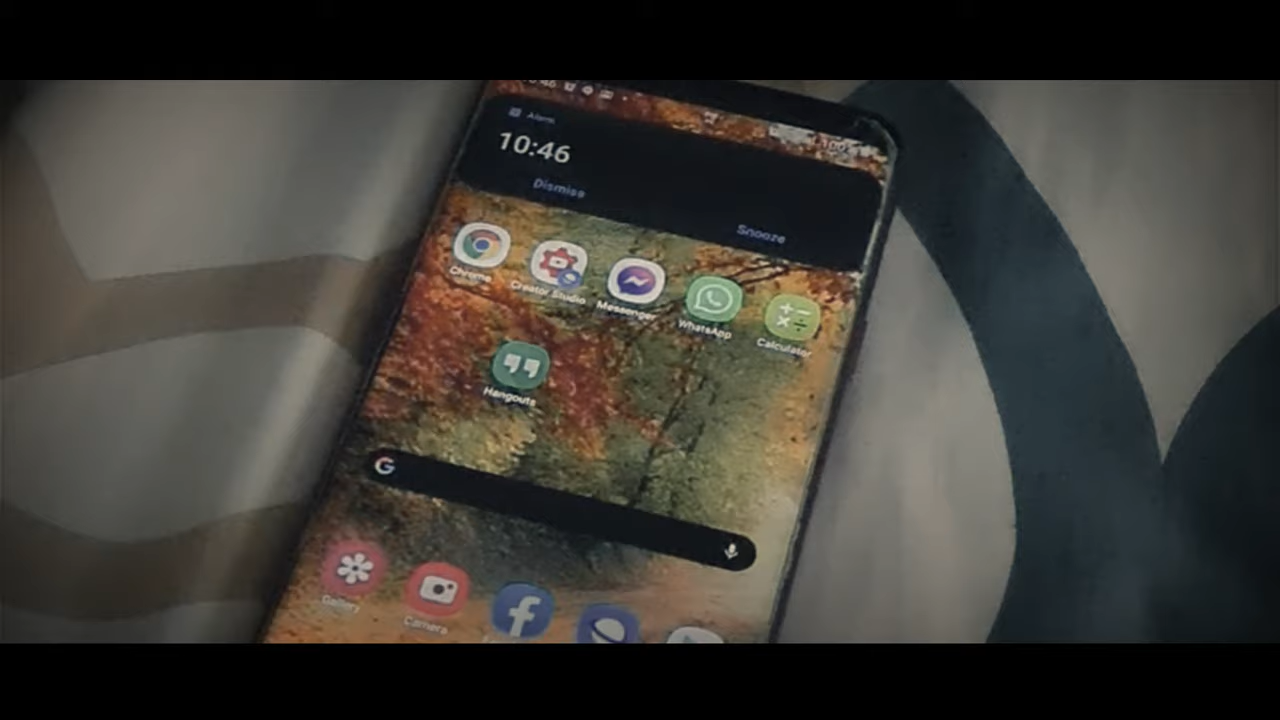 Alarm
10:46
Dismiss
Snooze
Chrome
Creator Studio
Messenger
WhatsApp
Calculator
Hangouts
G
Gallery
Camera